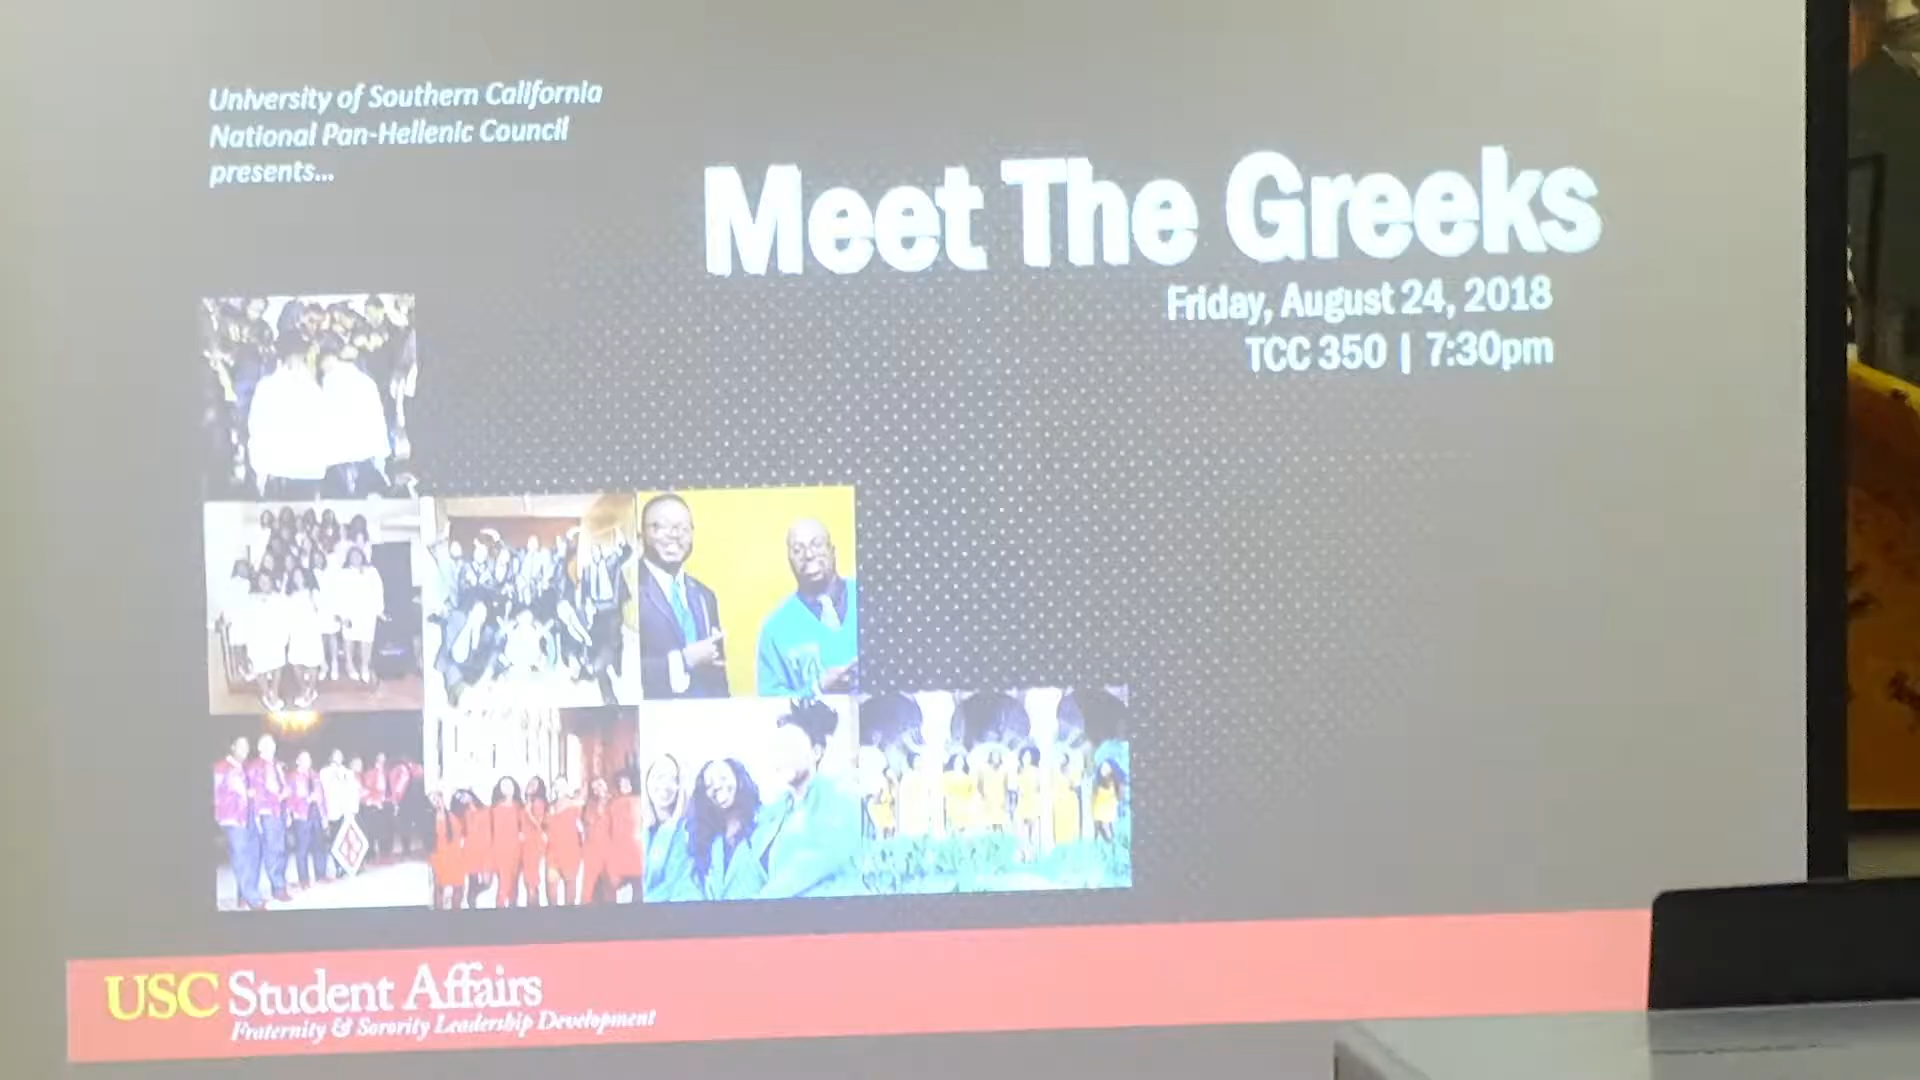 University of Southern California
National Pan-Hellenic Council
presents...
Meet The Greeks
Friday, August 24, 2018
TCC 350 | 7:30pm
USC Student Affairs
Fraternity & Sorority Leadership Development